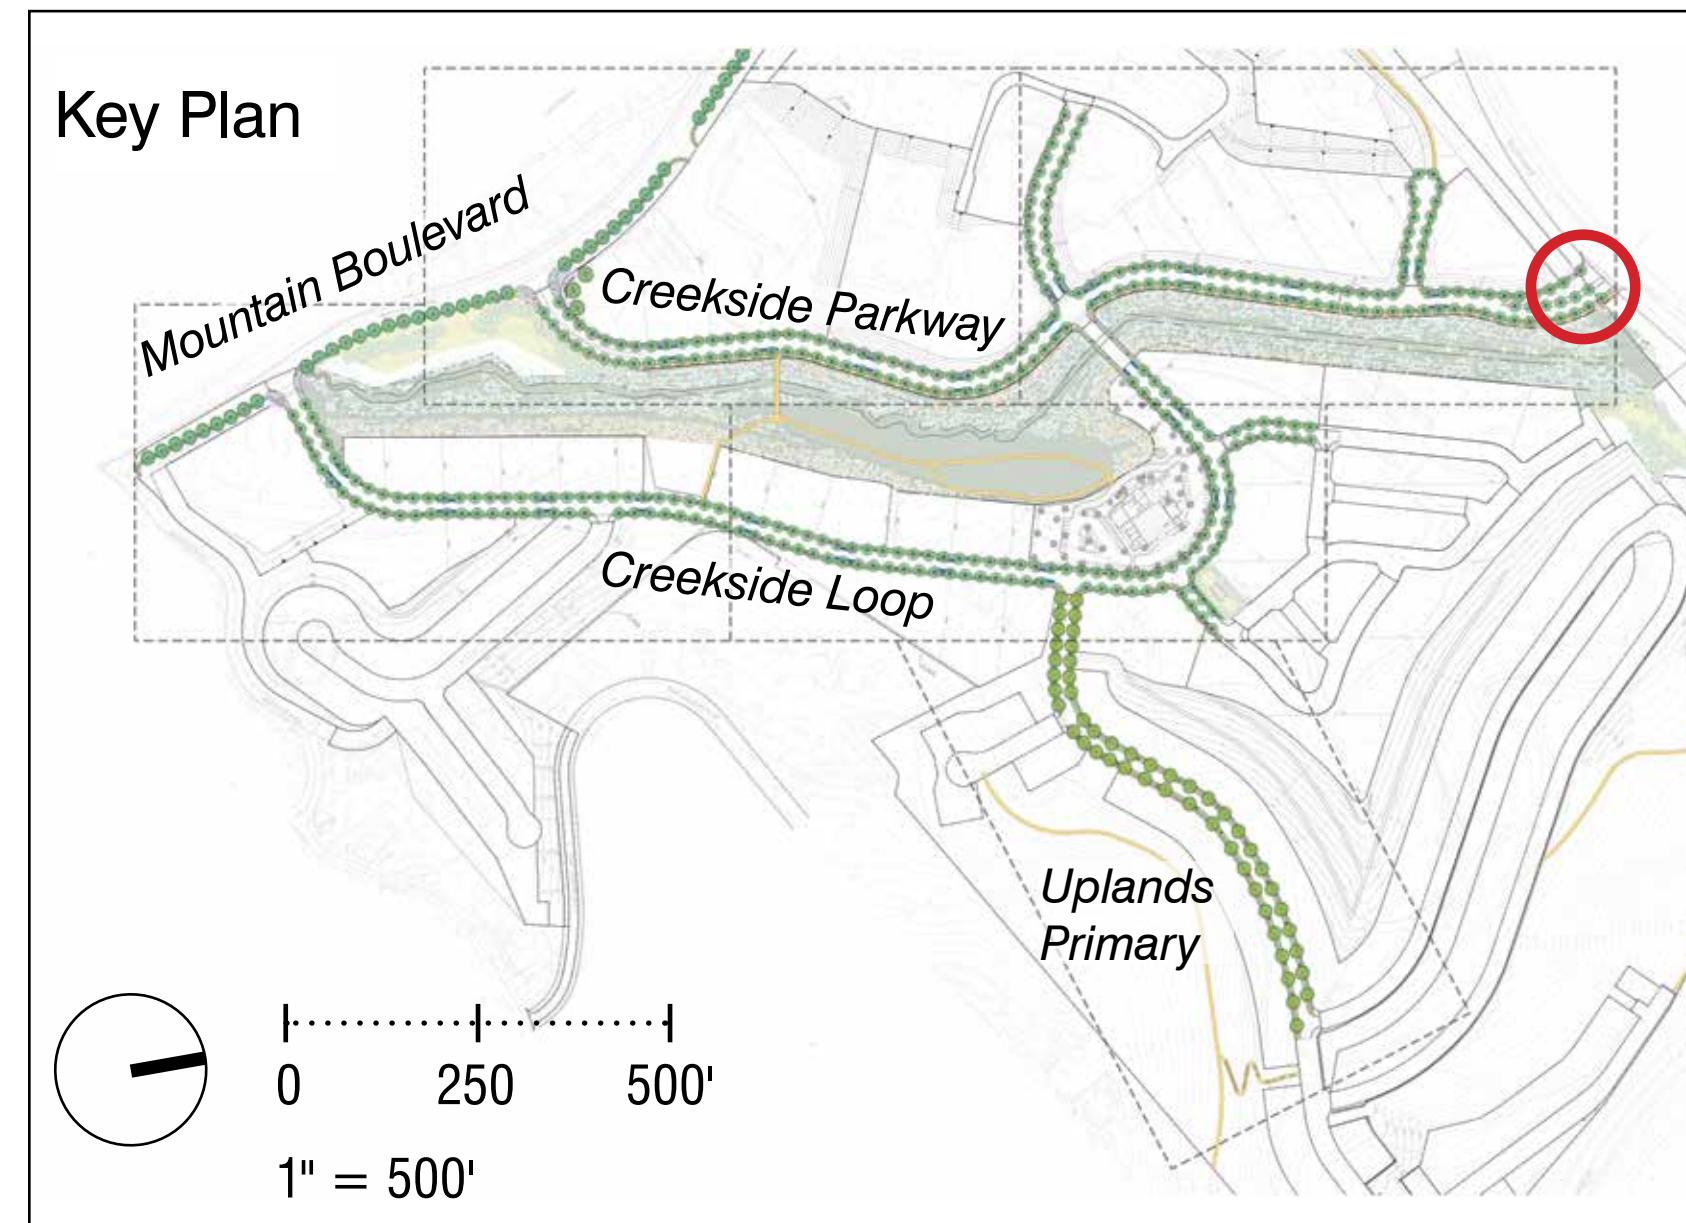 Key Plan
Mountain Boulevard
Creekside Parkway
Creekside Loop
Uplands
Primary
0 250 500'
1" = 500'